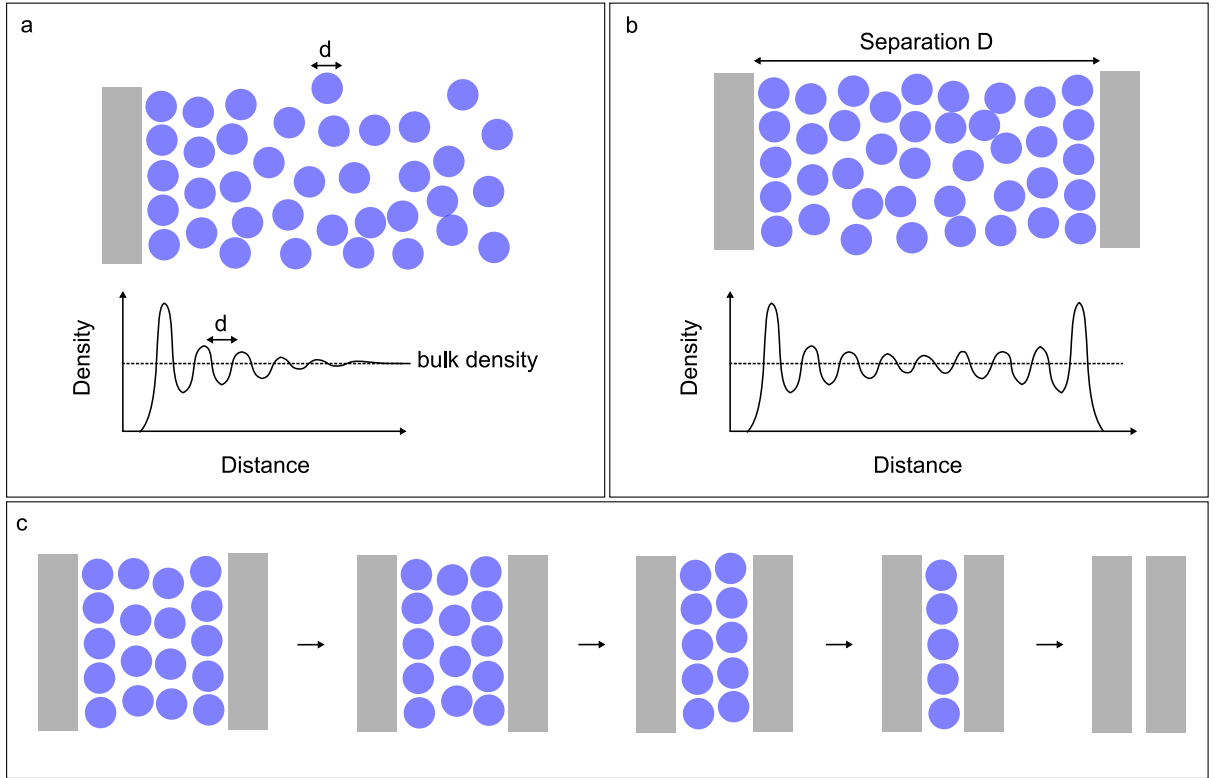 a
d
Density
d
bulk density
Distance
b
Separation D
Density
Distance
c